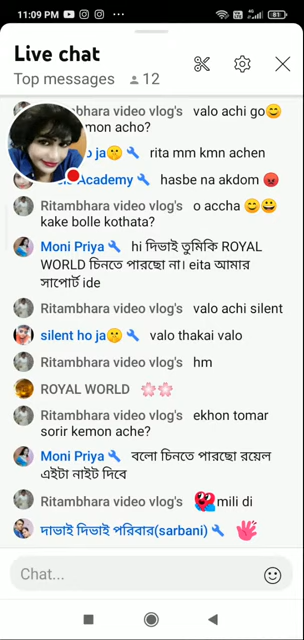 11:09 PM
81
Live chat
Top messages 12
Ritambhara video vlog's valo achi go😊
emon acho?
o ja🤫 rita mm kmn achen
Academy hasbe na akdom 😡
Ritambhara video vlog's o accha 😊😀
kake bolle kothata?
Moni Priya hi দিভাই তুমিকি ROYAL
WORLD চিনতে পারছো না। eita আমার
সাপোর্ট ide
Ritambhara video vlog's valo achi silent
silent ho ja🤫 valo thakai valo
Ritambhara video vlog's hm
ROYAL WORLD 🌸🌸
Ritambhara video vlog's ekhon tomar
sorir kemon ache?
Moni Priya বলো চিনতে পারছো রয়েল
এইটা নাইট দিবে
Ritambhara video vlog's mili di
দাভাই দিভাই পরিবার(sarbani)
Chat...